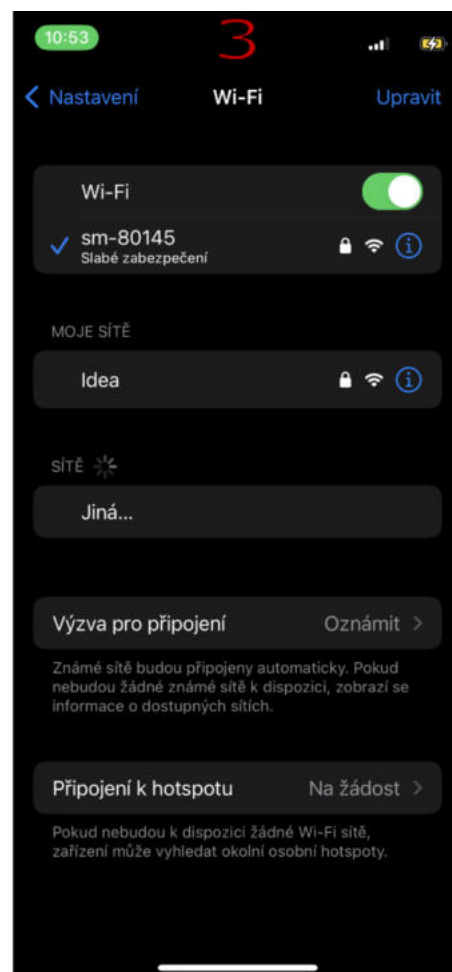 10:53
3
Nastavení
Wi-Fi
Upravit
Wi-Fi
sm-80145
Slabé zabezpečení
MOJE SÍTĚ
Idea
SÍTĚ
Jiná...
Výzva pro připojení
Oznámit
Známé sítě budou připojeny automaticky. Pokud
nebudou žádné známé sítě k dispozici, zobrazí se
informace o dostupných sítích.
Připojení k hotspotu
Na žádost
Pokud nebudou k dispozici žádné Wi-Fi sítě,
zařízení může vyhledat okolní osobní hotspoty.